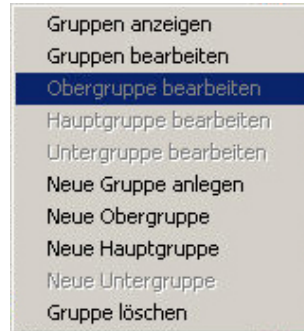 Gruppen anzeigen
Gruppen bearbeiten
Obergruppe bearbeiten
Hauptgruppe bearbeiten
Untergruppe bearbeiten
Neue Gruppe anlegen
Neue Obergruppe
Neue Hauptgruppe
Neue Untergruppe
Gruppe löschen